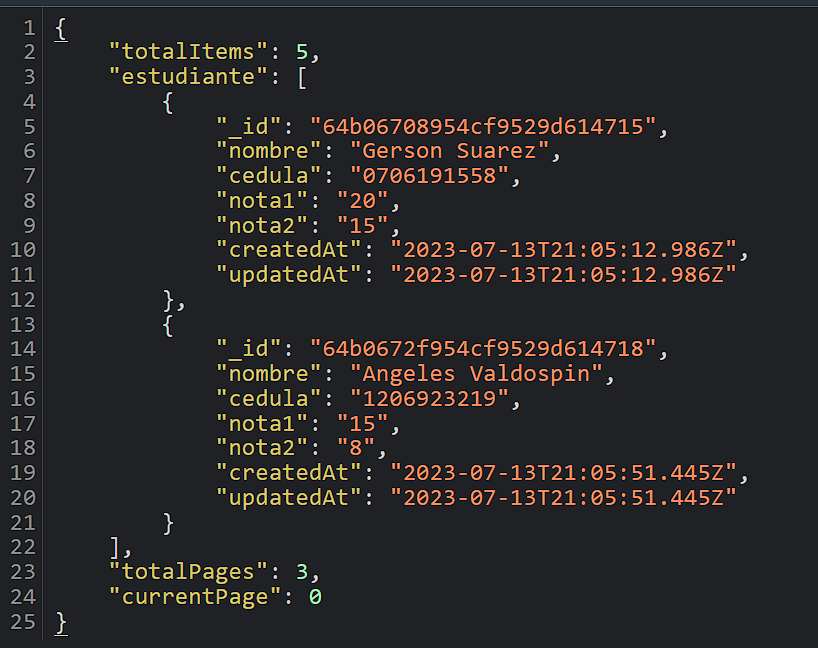 1 {
2 "totalItems": 5,
3 "estudiante": [
4 {
5 "_id": "64b06708954cf9529d614715",
6 "nombre": "Gerson Suarez",
7 "cedula": "0706191558",
8 "nota1": "20",
9 "nota2": "15",
10 "createdAt": "2023-07-13T21:05:12.986Z",
11 "updatedAt": "2023-07-13T21:05:12.986Z"
12 },
13 {
14 "_id": "64b0672f954cf9529d614718",
15 "nombre": "Angeles Valdospin",
16 "cedula": "1206923219",
17 "nota1": "15",
18 "nota2": "8",
19 "createdAt": "2023-07-13T21:05:51.445Z",
20 "updatedAt": "2023-07-13T21:05:51.445Z"
21 }
22 ],
23 "totalPages": 3,
24 "currentPage": 0
25 }